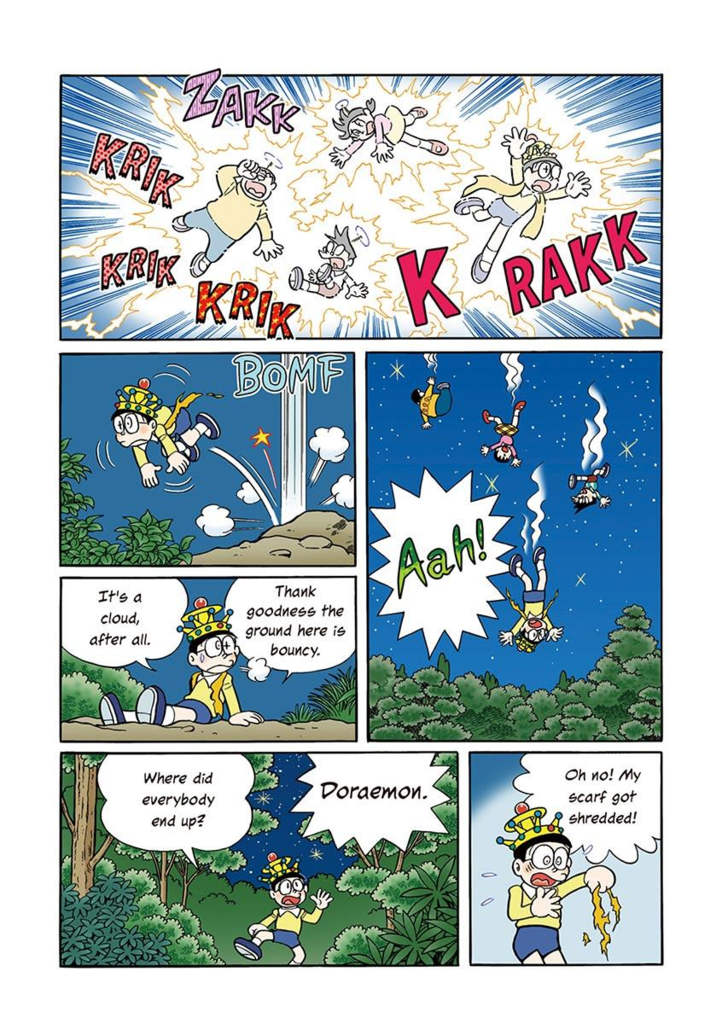 ZAKK
KRIK
KRIK
KRIK
K RAKK
BOMF
Aah!
It's a
cloud,
after all.
Thank
goodness the
ground here is
bouncy.
Where did
everybody
end up?
Doraemon.
Oh no! My
scarf got
shredded!